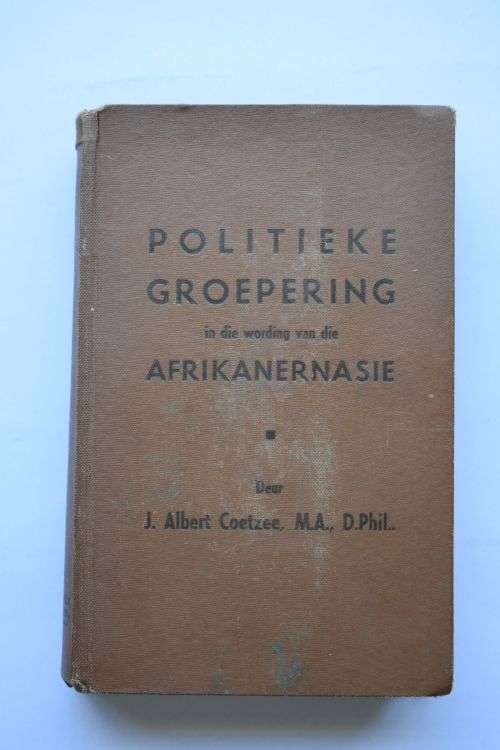 POLITIEKE
GROEPERING
in die wording van die
AFRIKANERNASIE
Deur
J. Albert Coetzee, M.A., D.Phil..